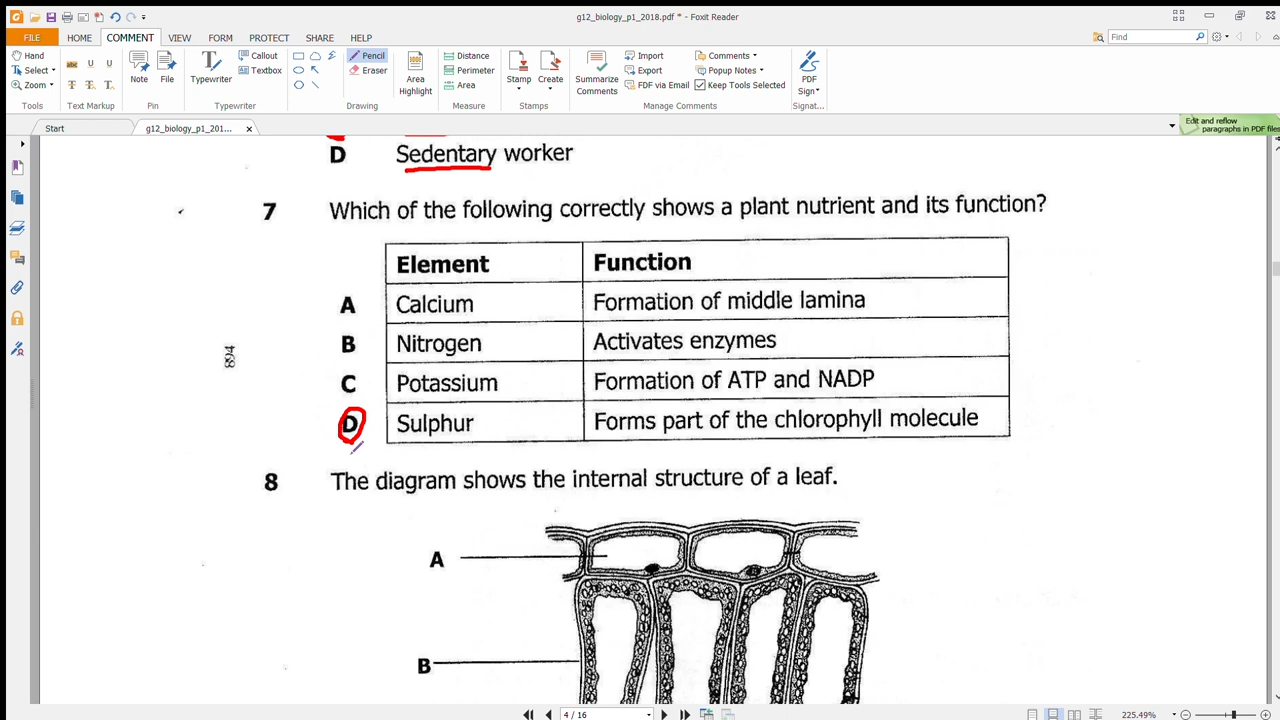 g12_biology_p1_2018.pdf * - Foxit Reader
FILE HOME COMMENT VIEW FORM PROTECT SHARE HELP
Find
Hand
Select
Zoom
Tools
Text Markup
Note
File
Pin
Typewriter
Callout
Textbox
Typewriter
Pencil
Eraser
Drawing
Area
Highlight
Distance
Perimeter
Area
Measure
Stamp
Create
Stamps
Summarize
Comments
Import
Export
FDF via Email
Comments
Popup Notes
Keep Tools Selected
Manage Comments
PDF
Sign
Signat...
Start
g12_biology_p1_201...
Edit and reflow
paragraphs in PDF files
D Sedentary worker
7 Which of the following correctly shows a plant nutrient and its function?
Element Function
A Calcium Formation of middle lamina
B Nitrogen Activates enzymes
C Potassium Formation of ATP and NADP
D Sulphur Forms part of the chlorophyll molecule
894
8 The diagram shows the internal structure of a leaf.
A
B
4 / 16
225.49%